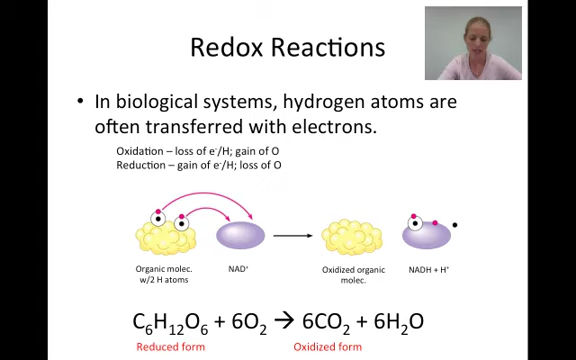 Redox Reactions
• In biological systems, hydrogen atoms are
often transferred with electrons.
Oxidation – loss of e⁻/H; gain of O
Reduction – gain of e⁻/H; loss of O
Organic molec.
w/2 H atoms
NAD⁺
Oxidized organic
molec.
NADH + H⁺
C₆H₁₂O₆ + 6O₂ → 6CO₂ + 6H₂O
Reduced form
Oxidized form